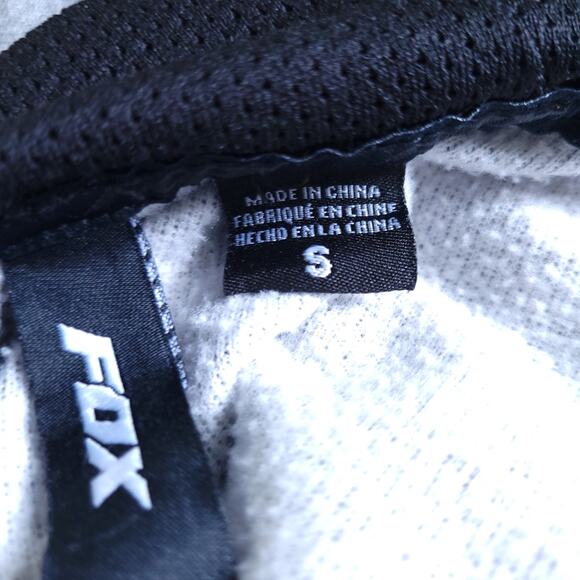 MADE IN CHINA
FABRIQUÉ EN CHINE
HECHO EN LA CHINA
S
FOX